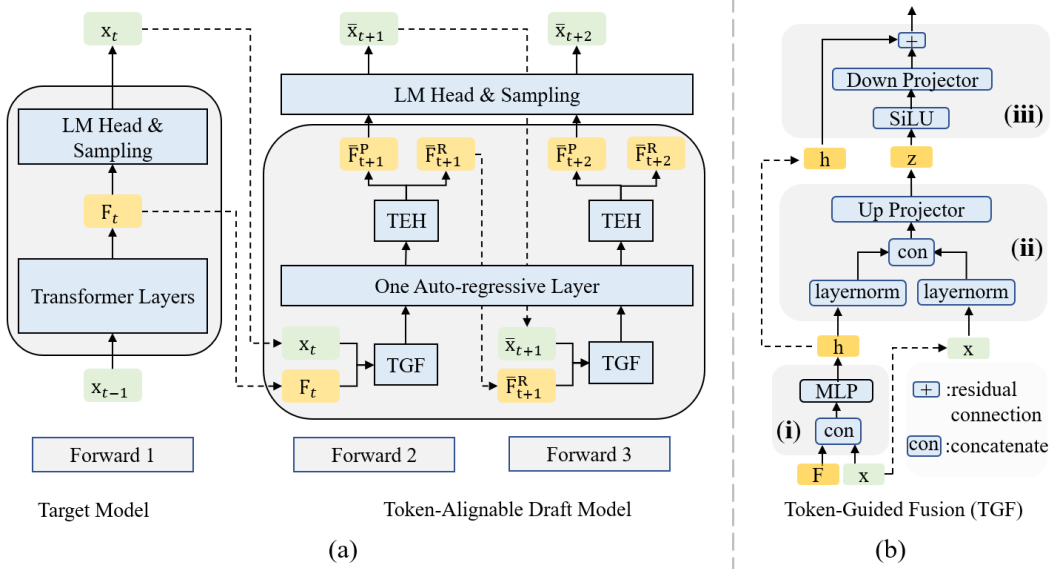 x_t
LM Head &
Sampling
F_t
Transformer Layers
x_{t−1}
Forward 1
Target Model
x̄_{t+1}
x̄_{t+2}
LM Head & Sampling
F̄^P_{t+1}
F̄^R_{t+1}
F̄^P_{t+2}
F̄^R_{t+2}
TEH
TEH
One Auto-regressive Layer
x_t
F_t
TGF
x̄_{t+1}
F̄^R_{t+1}
TGF
Forward 2
Forward 3
Token-Alignable Draft Model
(a)
+
Down Projector
SiLU
(iii)
h
z
Up Projector
con
(ii)
layernorm
layernorm
h
x
MLP
(i)
con
F
x
+ :residual
connection
con :concatenate
Token-Guided Fusion (TGF)
(b)